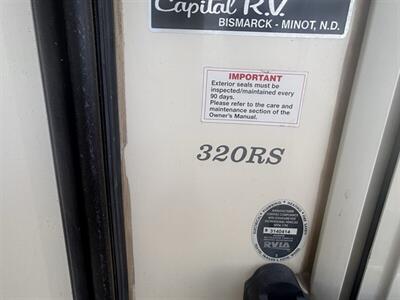 Capital R.V.
BISMARCK - MINOT, N.D.
IMPORTANT
Exterior seals must be
inspected/maintained every
90 days.
Please refer to the care and
maintenance section of the
Owner's Manual.
320RS
3140414
RVIA